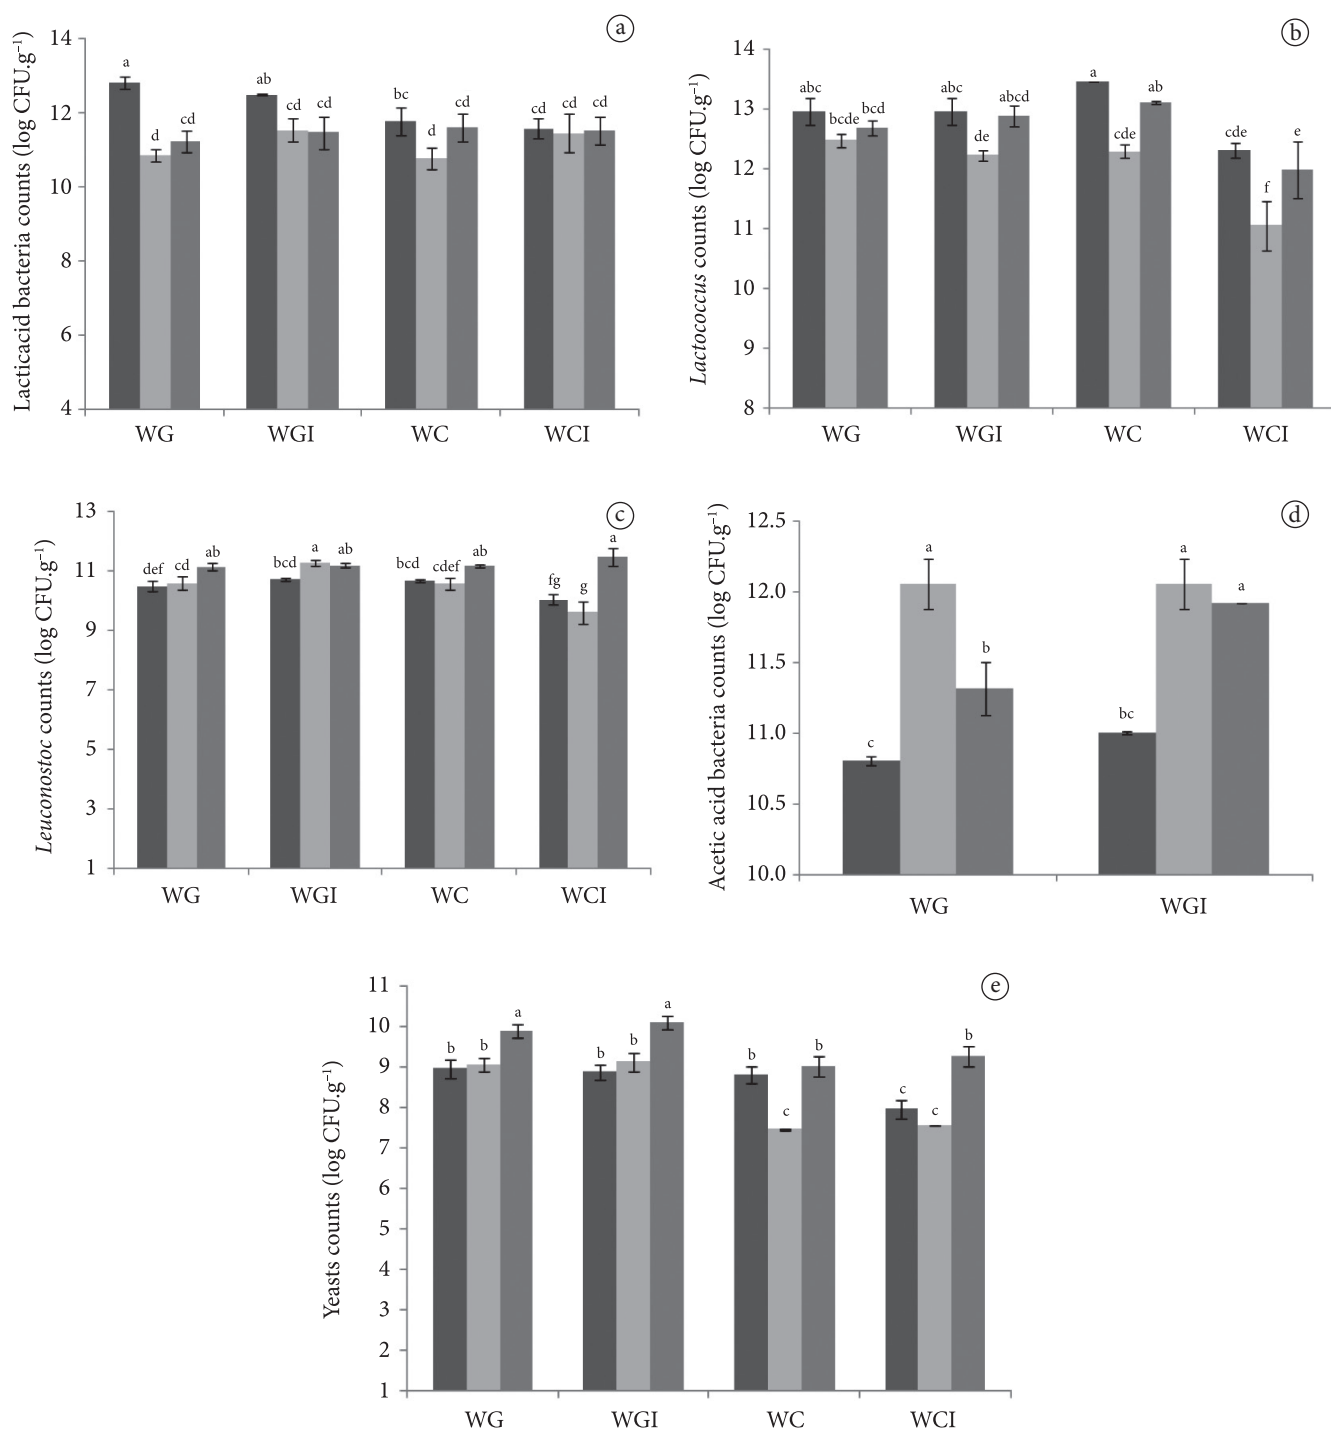 a
Lacticacid bacteria counts (log CFU.g⁻¹)
14
12
10
8
6
4
a
d
cd
ab
cd
cd
bc
d
cd
cd
cd
cd
WG
WGI
WC
WCI
b
Lactococcus counts (log CFU.g⁻¹)
14
13
12
11
10
9
8
abc
bcde
bcd
abc
de
abcd
a
cde
ab
cde
f
e
WG
WGI
WC
WCI
c
Leuconostoc counts (log CFU.g⁻¹)
13
11
9
7
5
3
1
def
cd
ab
bcd
a
ab
bcd
cdef
ab
fg
g
a
WG
WGI
WC
WCI
d
Acetic acid bacteria counts (log CFU.g⁻¹)
12.5
12.0
11.5
11.0
10.5
10.0
c
a
b
bc
a
a
WG
WGI
e
Yeasts counts (log CFU.g⁻¹)
11
10
9
8
7
6
5
4
3
2
1
b
b
a
b
b
a
b
c
b
c
c
b
WG
WGI
WC
WCI